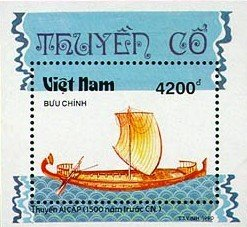 THUYỀN CỔ
Việt Nam
4200đ
BƯU CHÍNH
Thuyền AI CẬP (1500 năm trước CN.)